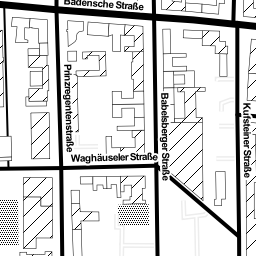 Badensche Straße
Prinzregentenstraße
Babelsberger Straße
Kufsteiner Straße
Waghäuseler Straße